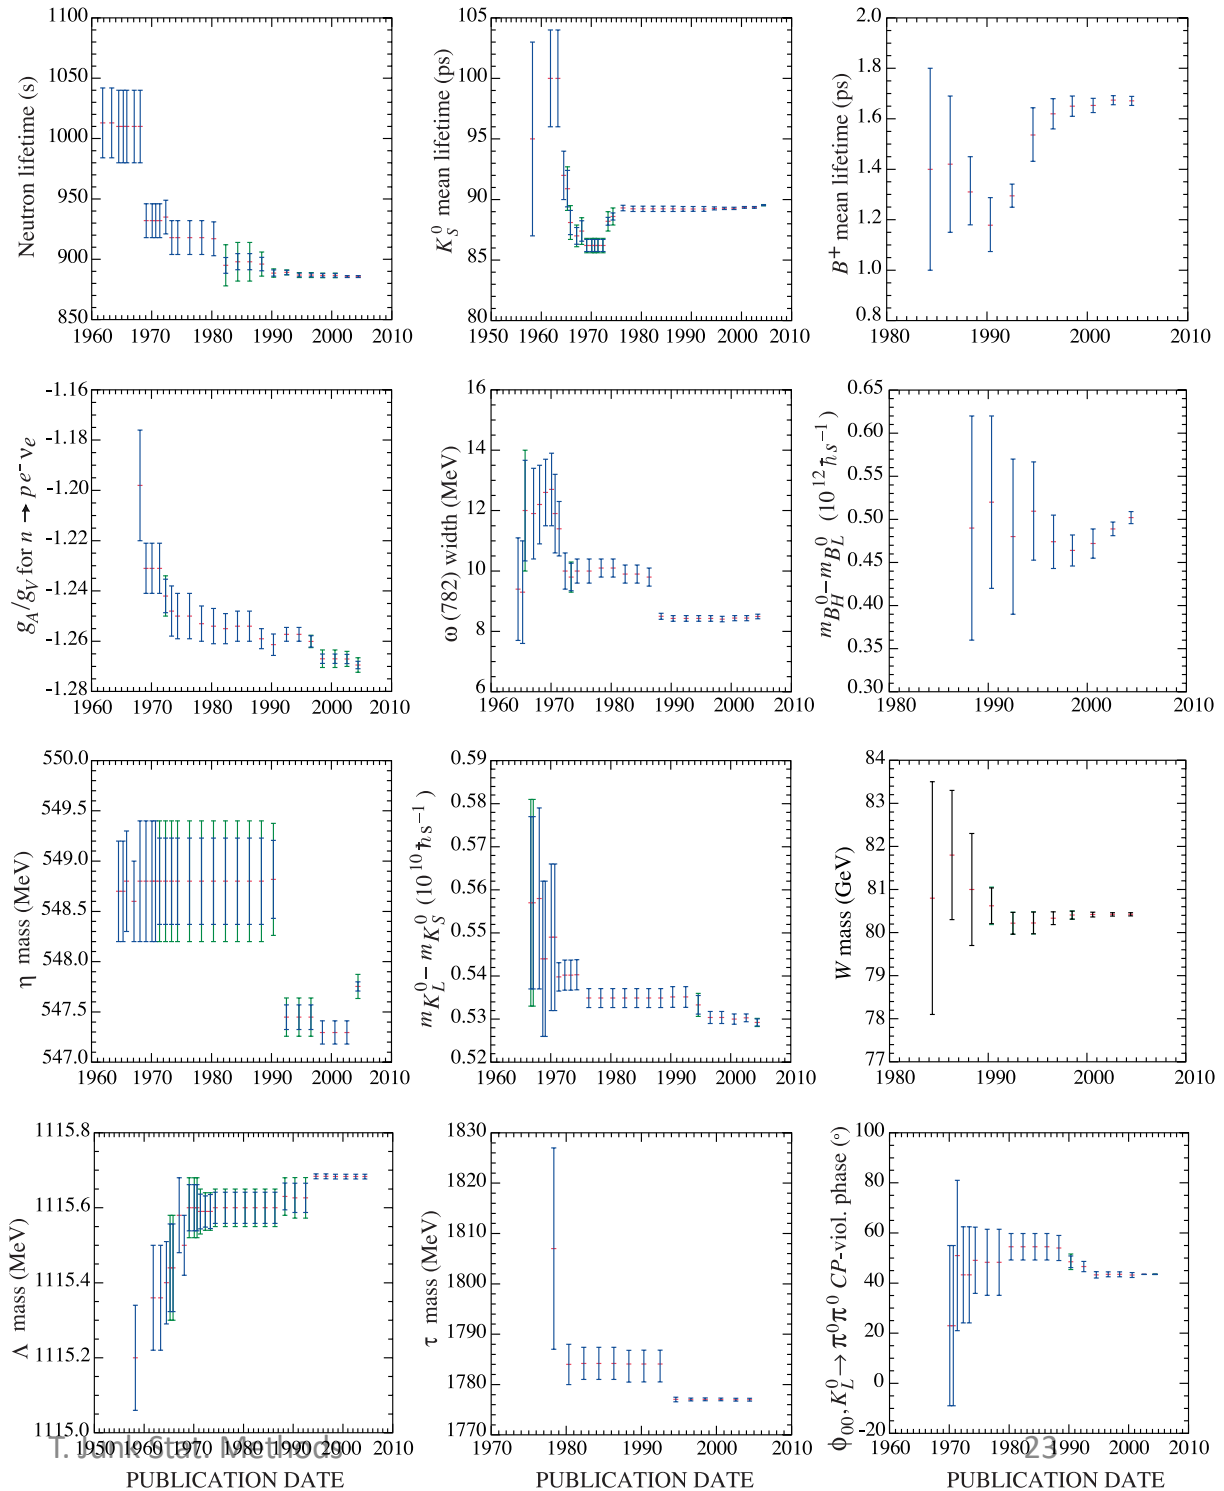 Neutron lifetime (s)
1100
1050
1000
950
900
850
1960 1970 1980 1990 2000 2010
K_S^0 mean lifetime (ps)
105
100
95
90
85
80
1950 1960 1970 1980 1990 2000 2010
B^+ mean lifetime (ps)
2.0
1.8
1.6
1.4
1.2
1.0
0.8
1980 1990 2000 2010
g_A/g_V for n → p e^- ν_e
-1.16
-1.18
-1.20
-1.22
-1.24
-1.26
-1.28
1960 1970 1980 1990 2000 2010
ω (782) width (MeV)
16
14
12
10
8
6
1960 1970 1980 1990 2000 2010
m_{B_H^0} – m_{B_L^0} (10^12 ħ s^−1)
0.65
0.60
0.55
0.50
0.45
0.40
0.35
0.30
1980 1990 2000 2010
η mass (MeV)
550.0
549.5
549.0
548.5
548.0
547.5
547.0
1960 1970 1980 1990 2000 2010
m_{K_L^0} – m_{K_S^0} (10^10 ħ s^−1)
0.59
0.58
0.57
0.56
0.55
0.54
0.53
0.52
1960 1970 1980 1990 2000 2010
W mass (GeV)
84
83
82
81
80
79
78
77
1980 1990 2000 2010
Λ mass (MeV)
1115.8
1115.6
1115.4
1115.2
1115.0
1950 1960 1970 1980 1990 2000 2010
PUBLICATION DATE
τ mass (MeV)
1830
1820
1810
1800
1790
1780
1770
1970 1980 1990 2000 2010
PUBLICATION DATE
ϕ_00, K_L^0 → π^0π^0 CP-viol. phase (°)
100
80
60
40
20
0
-20
1960 1970 1980 1990 2000 2010
PUBLICATION DATE
T. Junk Stat. Methods
23